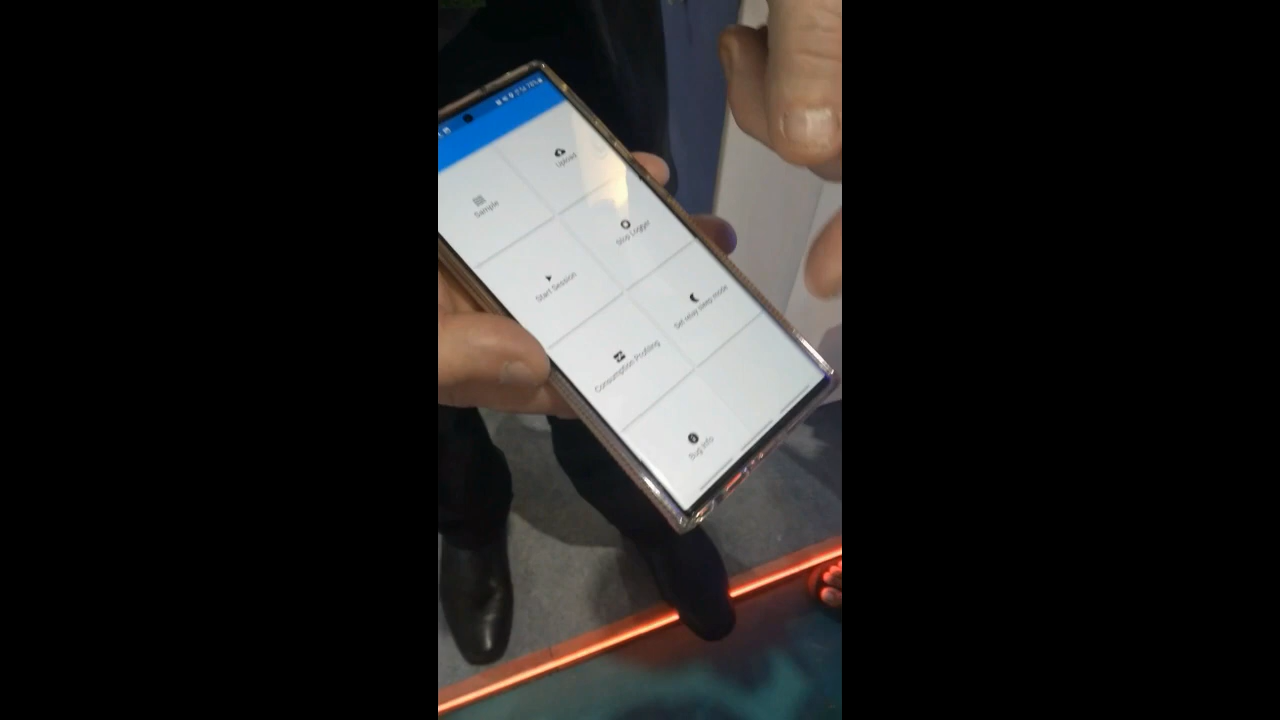 Sample
Upload
Start Session
Stop Logger
Consumption Profiling
Set relay sleep mode
Bug info